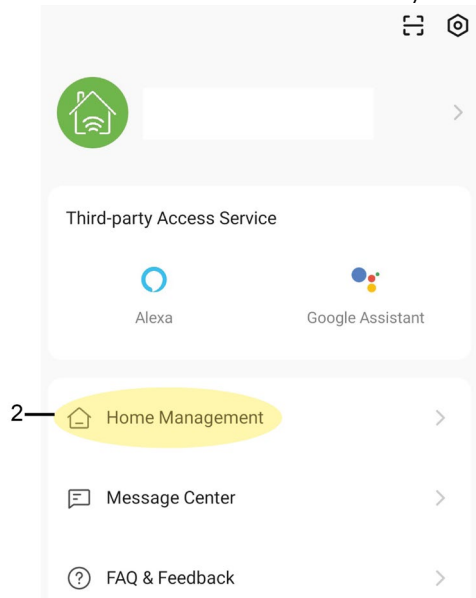 Third-party Access Service
Alexa
Google Assistant
2
Home Management
Message Center
FAQ & Feedback